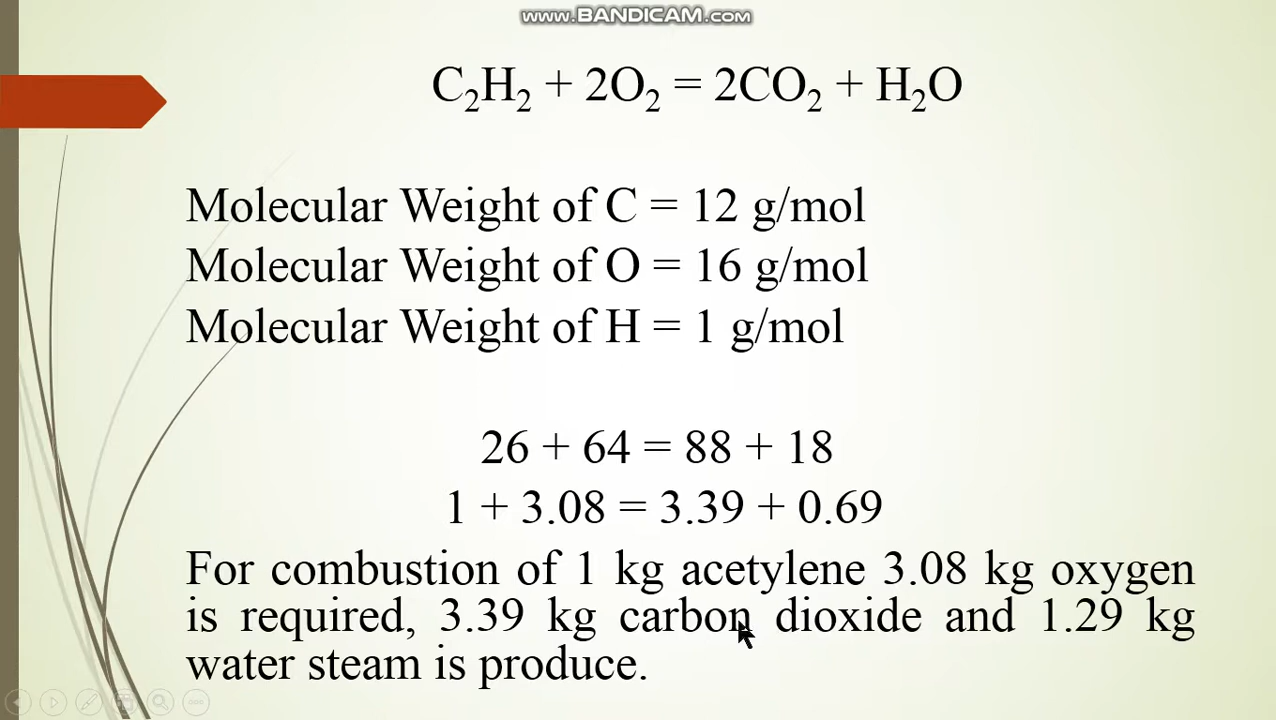 www.BANDICAM.com
C₂H₂ + 2O₂ = 2CO₂ + H₂O
Molecular Weight of C = 12 g/mol
Molecular Weight of O = 16 g/mol
Molecular Weight of H = 1 g/mol
26 + 64 = 88 + 18
1 + 3.08 = 3.39 + 0.69
For combustion of 1 kg acetylene 3.08 kg oxygen
is required, 3.39 kg carbon dioxide and 1.29 kg
water steam is produce.